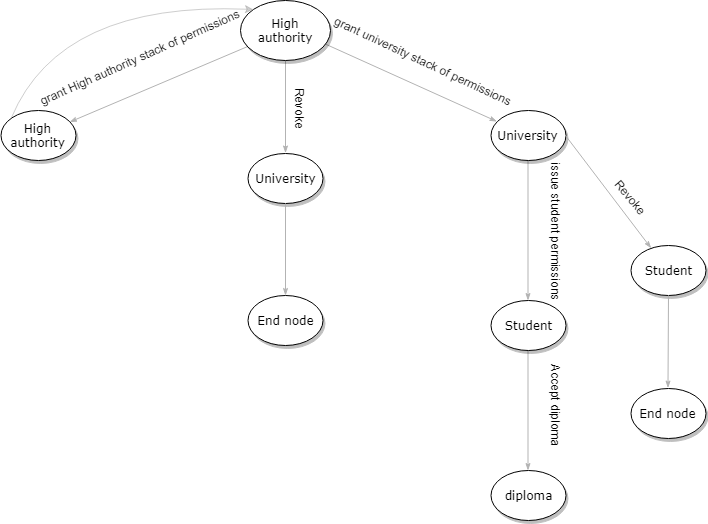 High
authority
grant High authority stack of permissions
grant university stack of permissions
High
authority
Revoke
University
University
issue student permissions
Revoke
Student
End node
Student
Accept diploma
End node
diploma